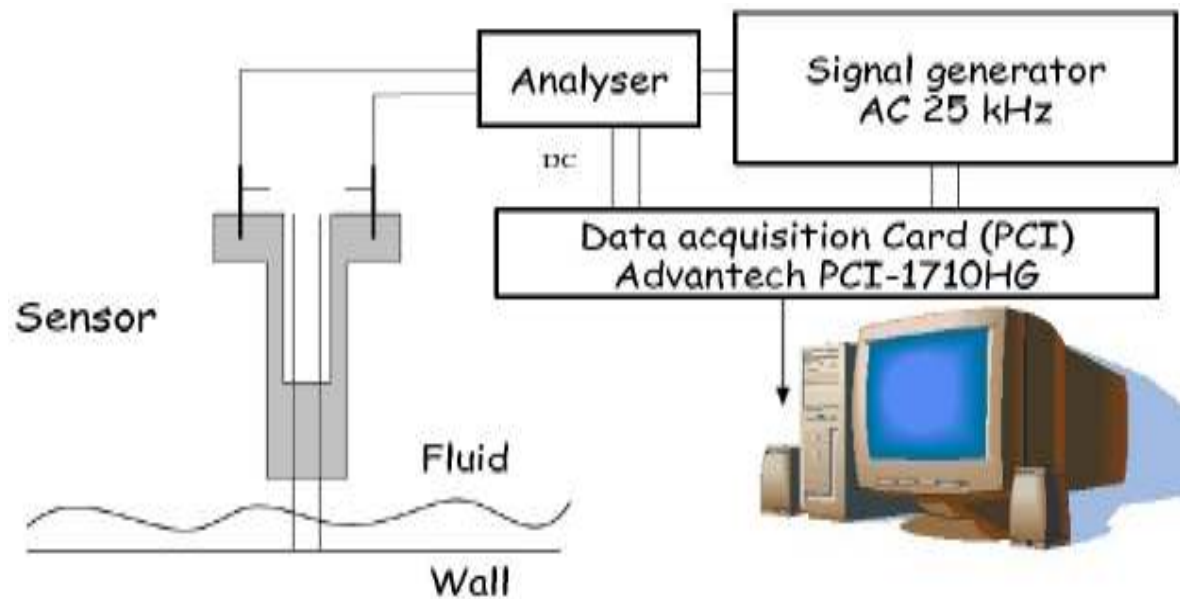 Analyser
Signal generator
AC 25 kHz
DC
Data acquisition Card (PCI)
Advantech PCI-1710HG
Sensor
Fluid
Wall